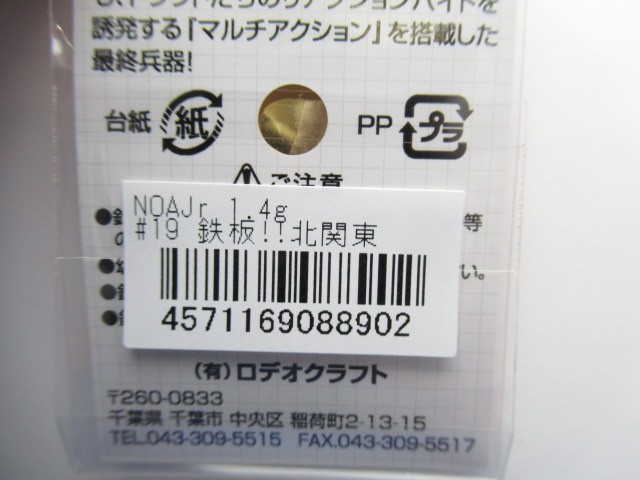 誘発する「マルチアクション」を搭載した
最終兵器!
台紙 紙 PP プラ
ご注意
NOAJr 1.4g
#19 鉄板!!北関東
等
い。
4571169088902
(有)ロデオクラフト
〒260-0833
千葉県 千葉市 中央区 稲荷町2-13-15
TEL.043-309-5515 FAX.043-309-5517